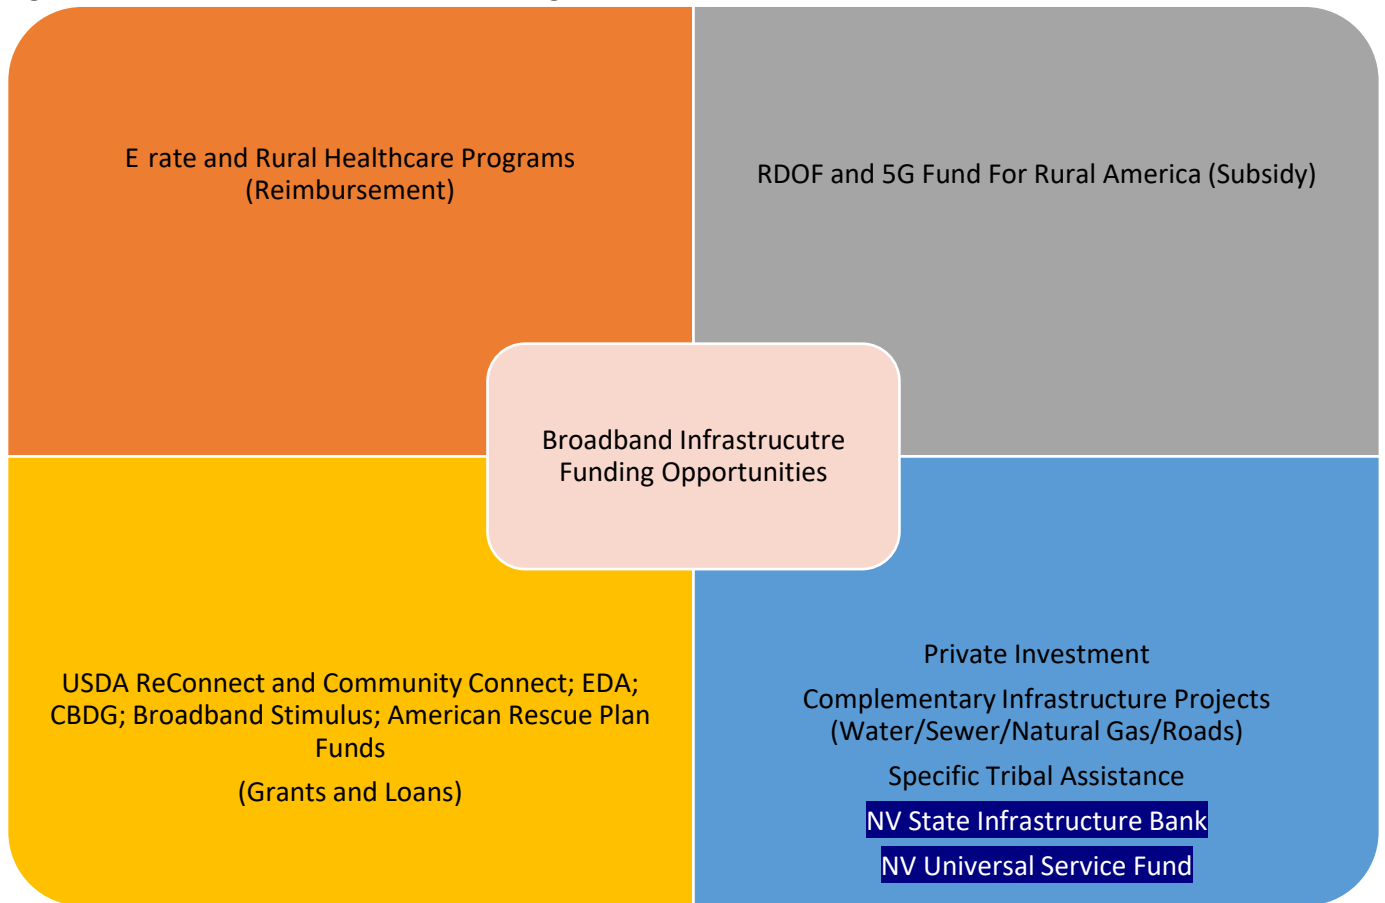 E rate and Rural Healthcare Programs
(Reimbursement)
RDOF and 5G Fund For Rural America (Subsidy)
Broadband Infrastrucutre
Funding Opportunities
USDA ReConnect and Community Connect; EDA;
CBDG; Broadband Stimulus; American Rescue Plan
Funds
(Grants and Loans)
Private Investment
Complementary Infrastructure Projects
(Water/Sewer/Natural Gas/Roads)
Specific Tribal Assistance
NV State Infrastructure Bank
NV Universal Service Fund